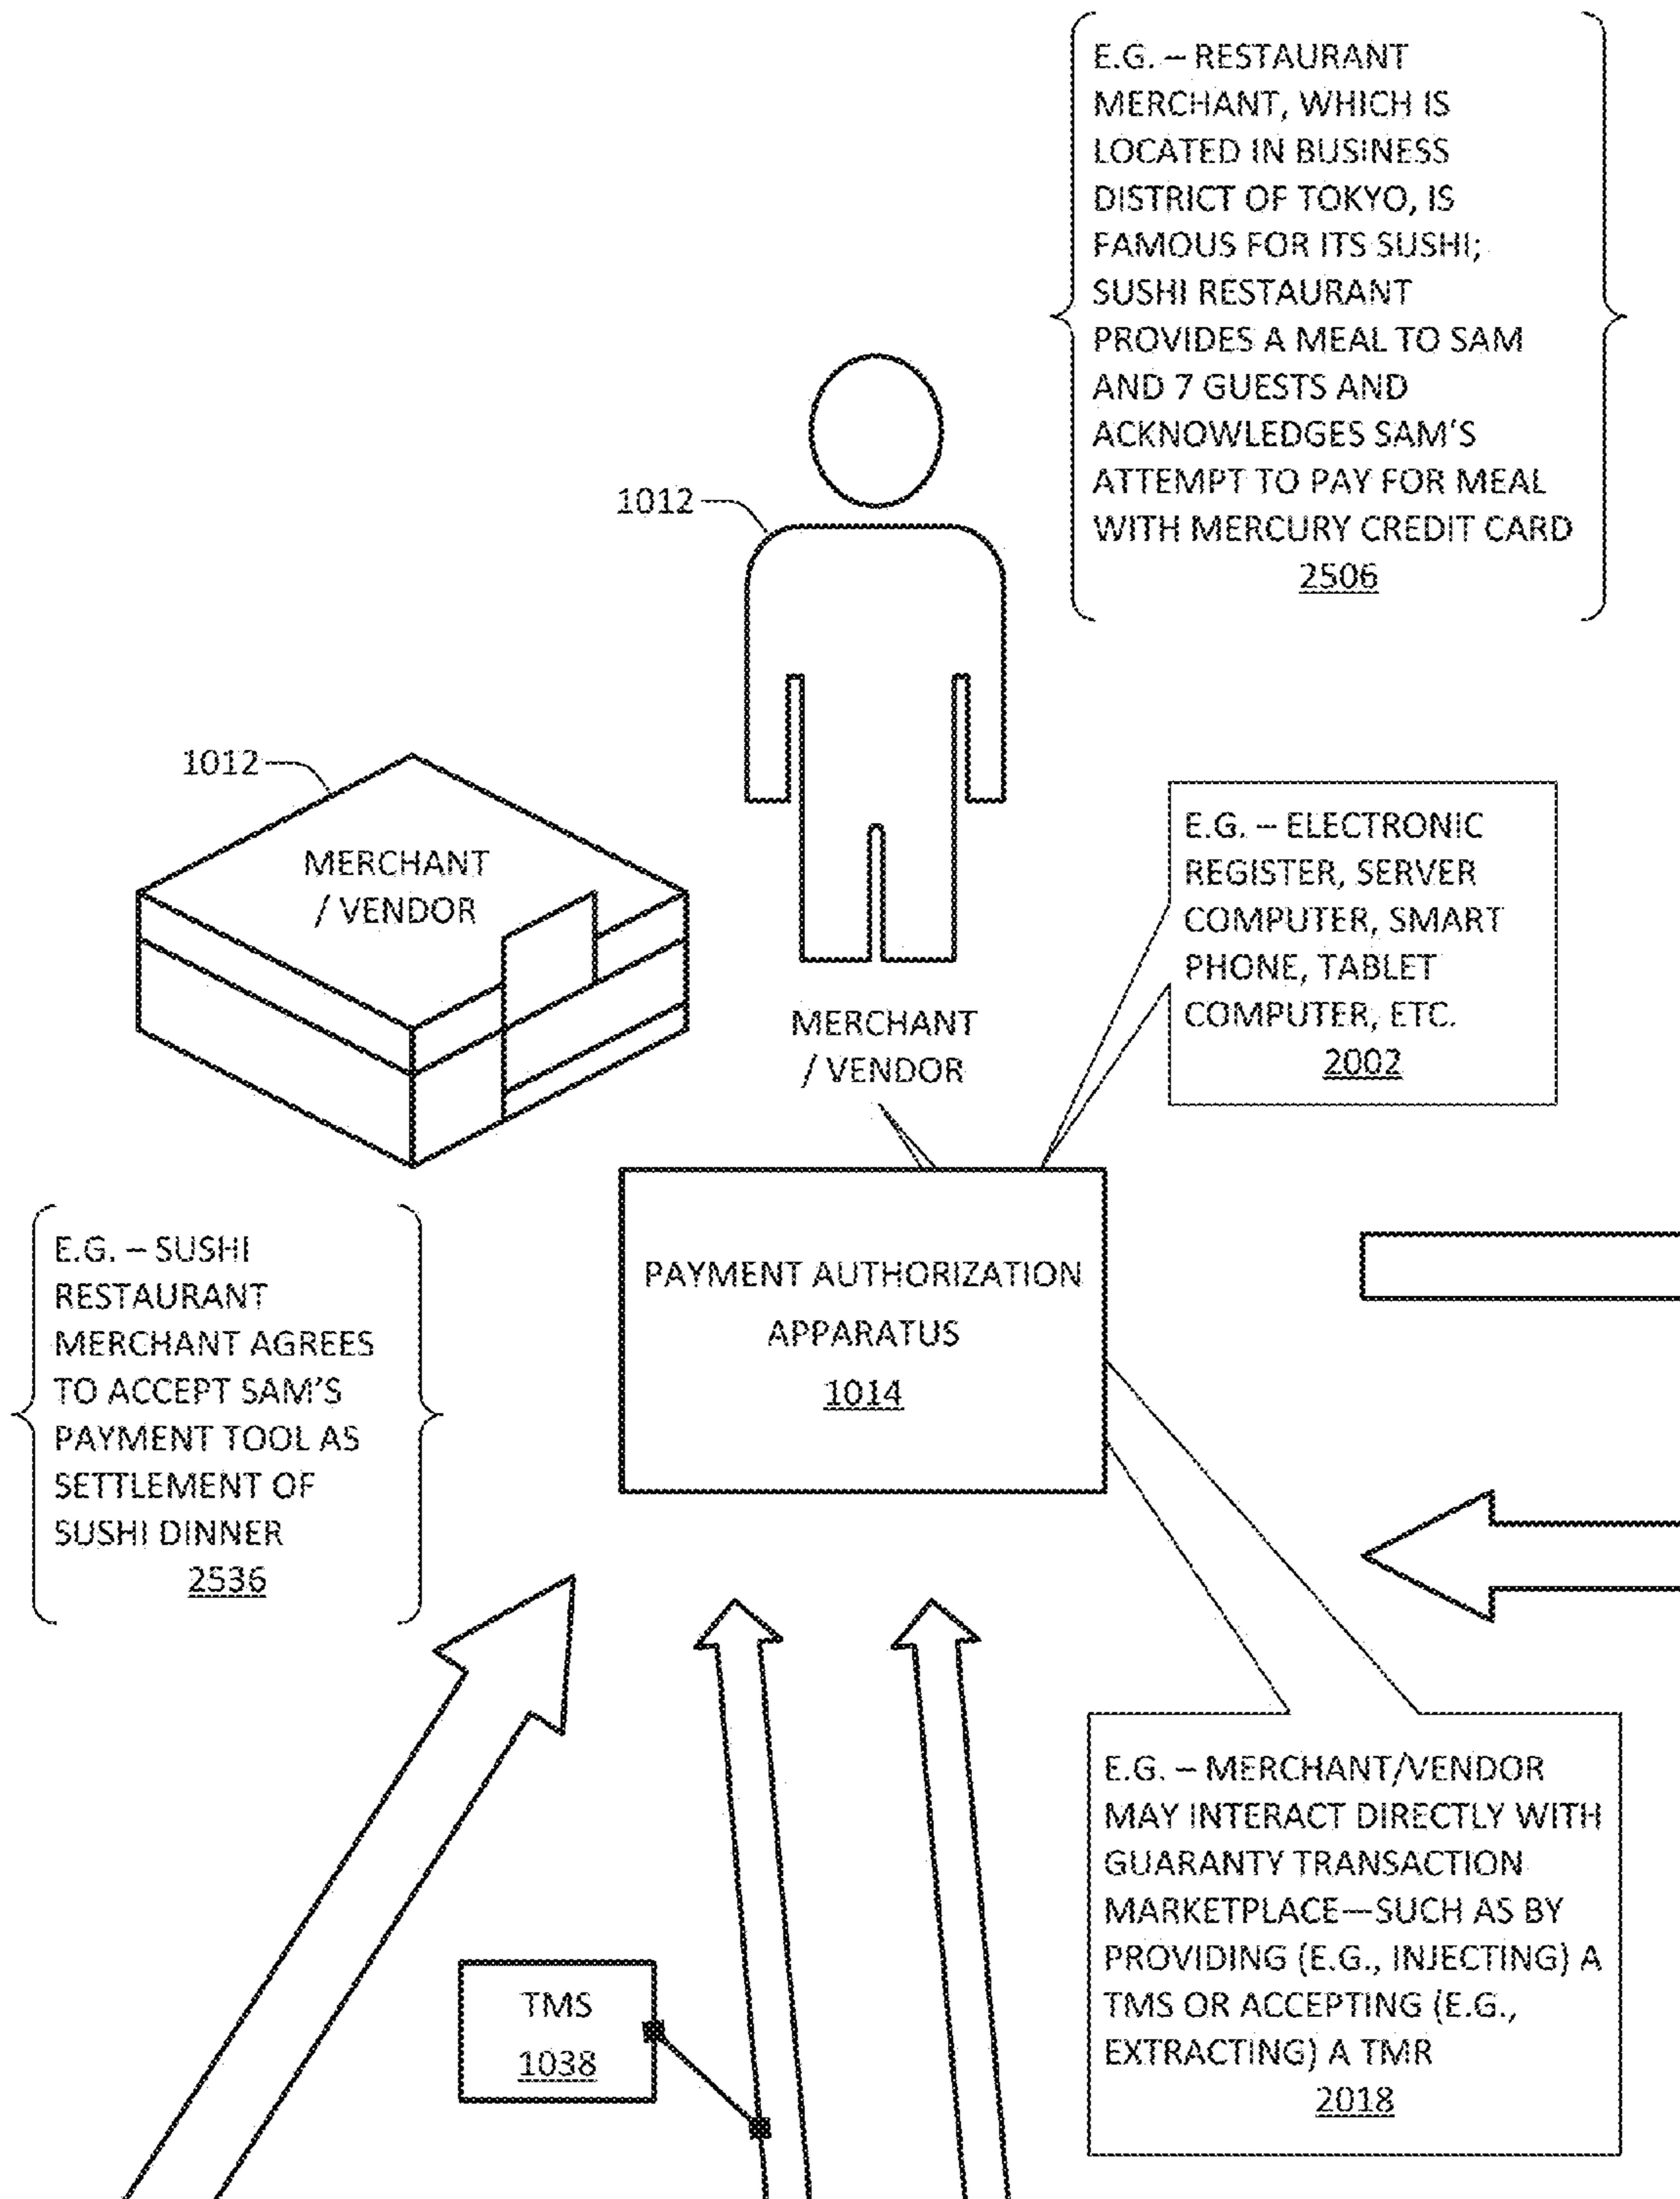 E.G. – RESTAURANT
MERCHANT, WHICH IS
LOCATED IN BUSINESS
DISTRICT OF TOKYO, IS
FAMOUS FOR ITS SUSHI;
SUSHI RESTAURANT
PROVIDES A MEAL TO SAM
AND 7 GUESTS AND
ACKNOWLEDGES SAM'S
ATTEMPT TO PAY FOR MEAL
WITH MERCURY CREDIT CARD
2506
1012
1012
MERCHANT
/ VENDOR
E.G. – ELECTRONIC
REGISTER, SERVER
COMPUTER, SMART
PHONE, TABLET
COMPUTER, ETC.
2002
MERCHANT
/ VENDOR
E.G. – SUSHI
RESTAURANT
MERCHANT AGREES
TO ACCEPT SAM'S
PAYMENT TOOL AS
SETTLEMENT OF
SUSHI DINNER
2536
PAYMENT AUTHORIZATION
APPARATUS
1014
E.G. – MERCHANT/VENDOR
MAY INTERACT DIRECTLY WITH
GUARANTY TRANSACTION
MARKETPLACE—SUCH AS BY
PROVIDING (E.G., INJECTING) A
TMS OR ACCEPTING (E.G.,
EXTRACTING) A TMR
2018
TMS
1038